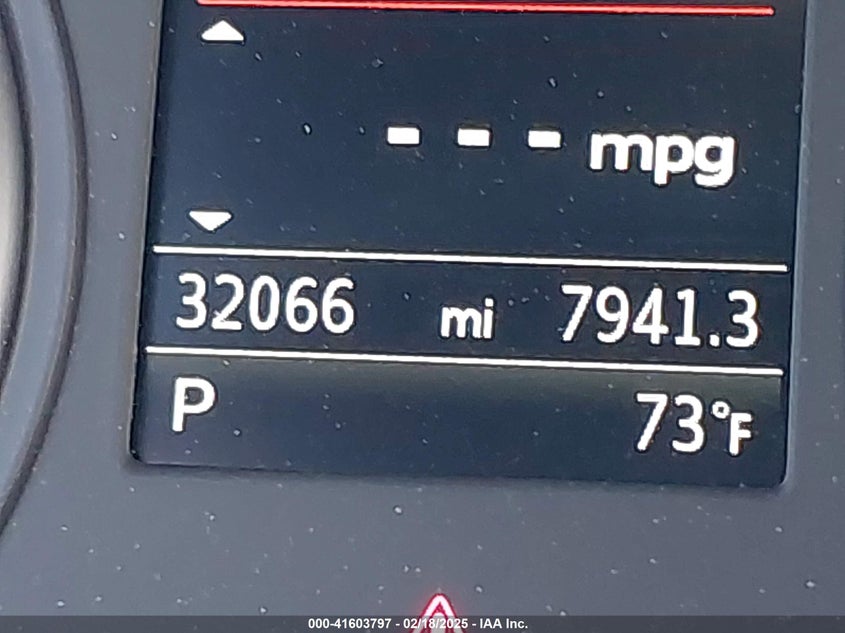 --- mpg
32066 mi 7941.3
P 73°F
000-41603797 - 02/18/2025 - IAA Inc.